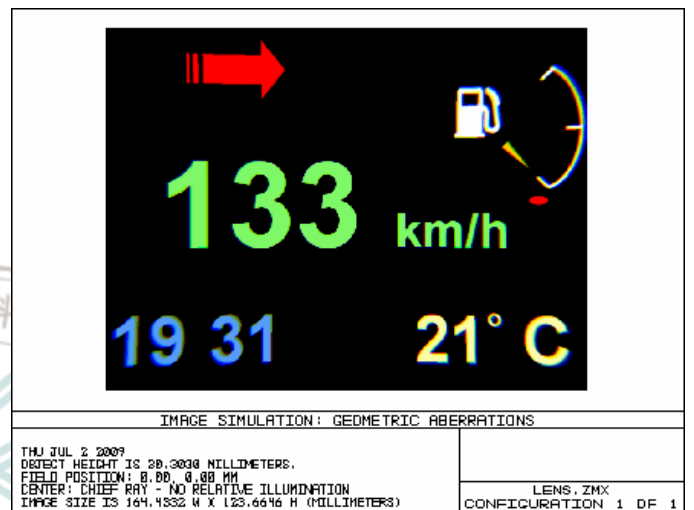 133 km/h
19 31 21° C
IMAGE SIMULATION: GEOMETRIC ABERRATIONS
THU JUL 2 2009
OBJECT HEIGHT IS 20.3030 MILLIMETERS.
FIELD POSITION: 0.00, 0.00 MM
CENTER: CHIEF RAY - NO RELATIVE ILLUMINATION
IMAGE SIZE IS 164.4332 W X 123.6646 H (MILLIMETERS)
LENS.ZMX
CONFIGURATION 1 OF 1